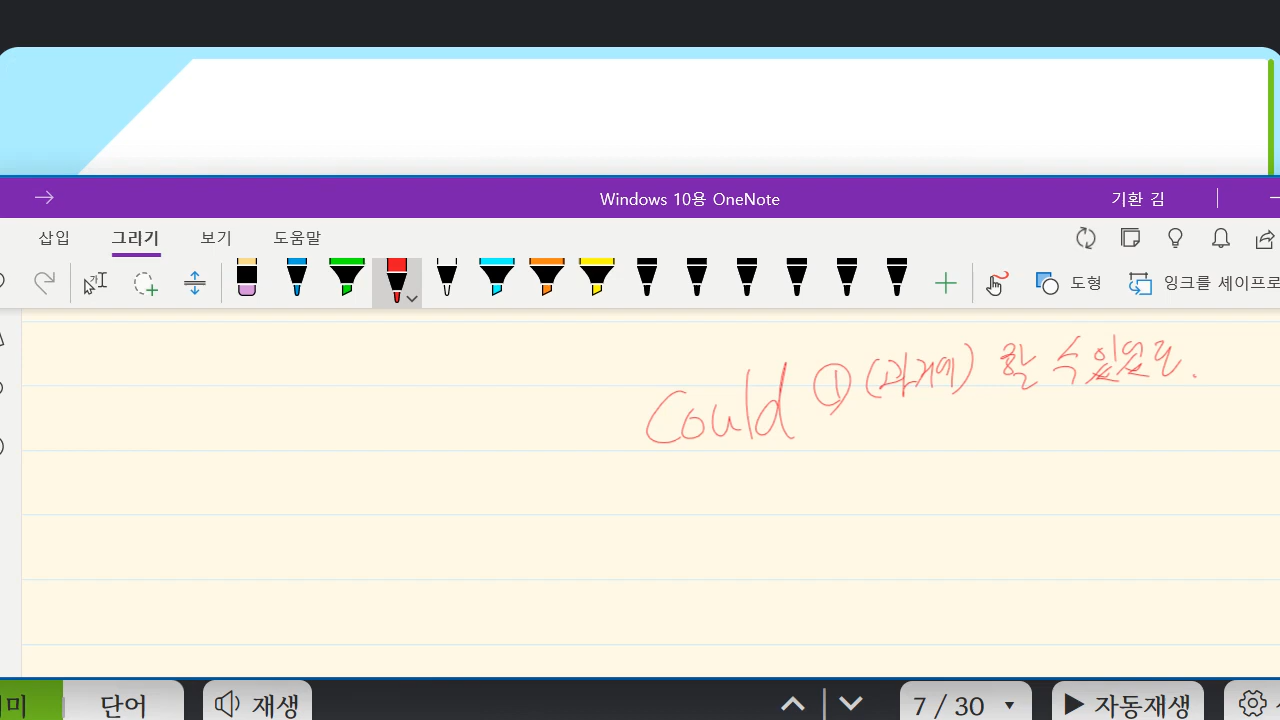 Windows 10용 OneNote 기환 김
삽입 그리기 보기 도움말
가 도형 잉크를 셰이프로
Could ① (과거에) 할 수 있었다.
미 단어 재생 7 / 30 자동재생